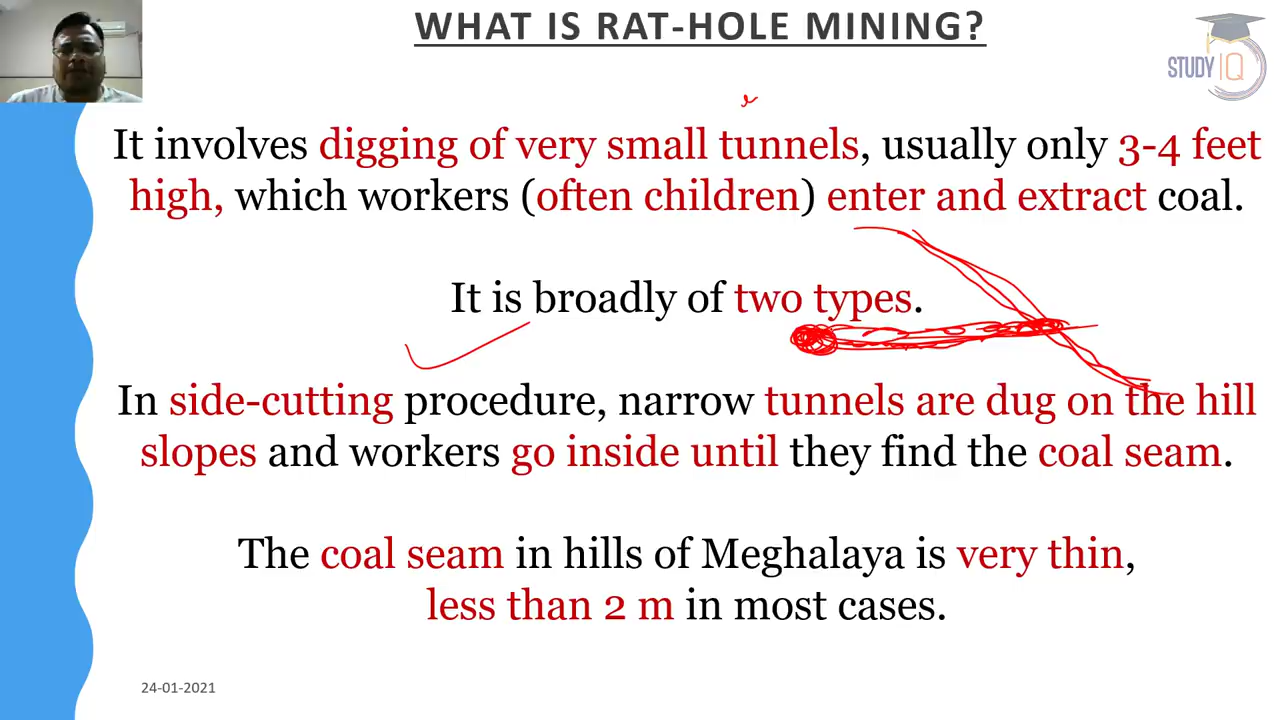 WHAT IS RAT-HOLE MINING?
STUDY IQ
It involves digging of very small tunnels, usually only 3-4 feet
high, which workers (often children) enter and extract coal.
It is broadly of two types.
In side-cutting procedure, narrow tunnels are dug on the hill
slopes and workers go inside until they find the coal seam.
The coal seam in hills of Meghalaya is very thin,
less than 2 m in most cases.
24-01-2021